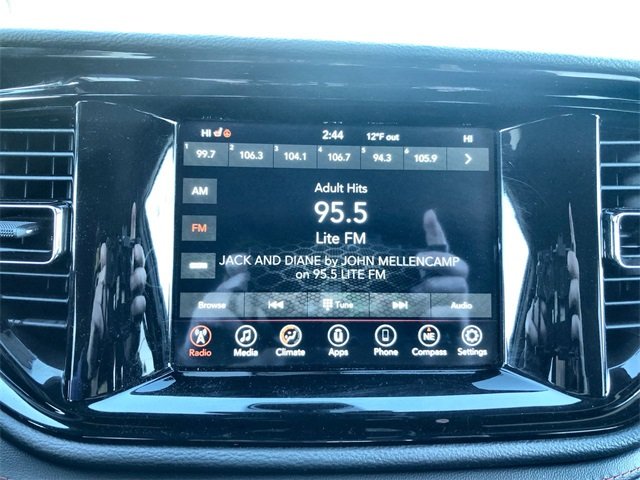 HI 2:44 12°F out HI
1 99.7 2 106.3 3 104.1 4 106.7 5 94.3 6 105.9
AM
Adult Hits
95.5
FM
Lite FM
JACK AND DIANE by JOHN MELLENCAMP
on 95.5 LITE FM
Browse Tune Audio
NE
Radio Media Climate Apps Phone Compass Settings